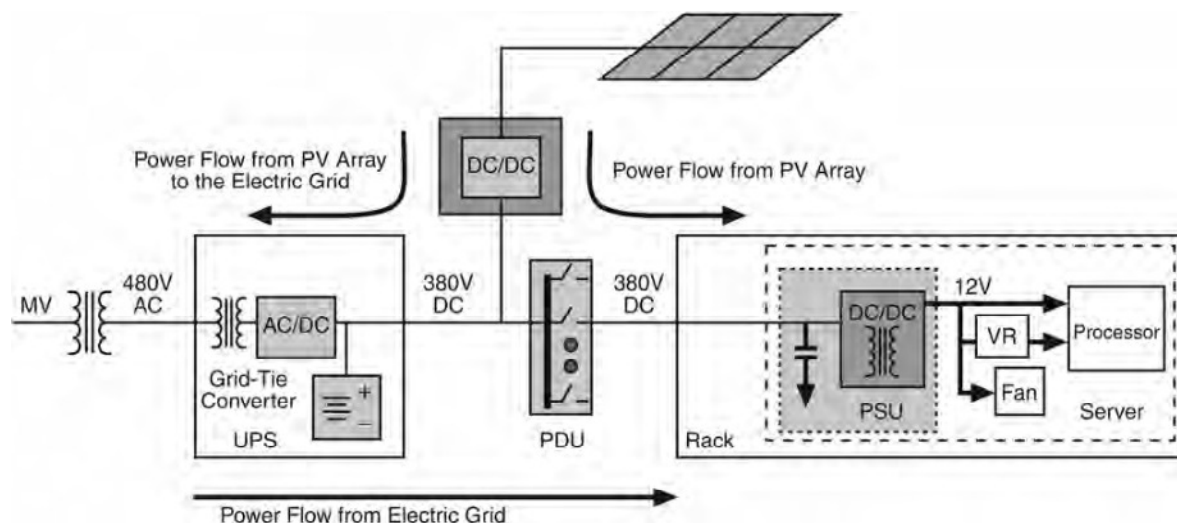 DC/DC
Power Flow from PV Array
to the Electric Grid
Power Flow from PV Array
MV
480V
AC
AC/DC
Grid-Tie
Converter
+
−
UPS
380V
DC
PDU
380V
DC
Rack
DC/DC
PSU
12V
VR
Fan
Processor
Server
Power Flow from Electric Grid